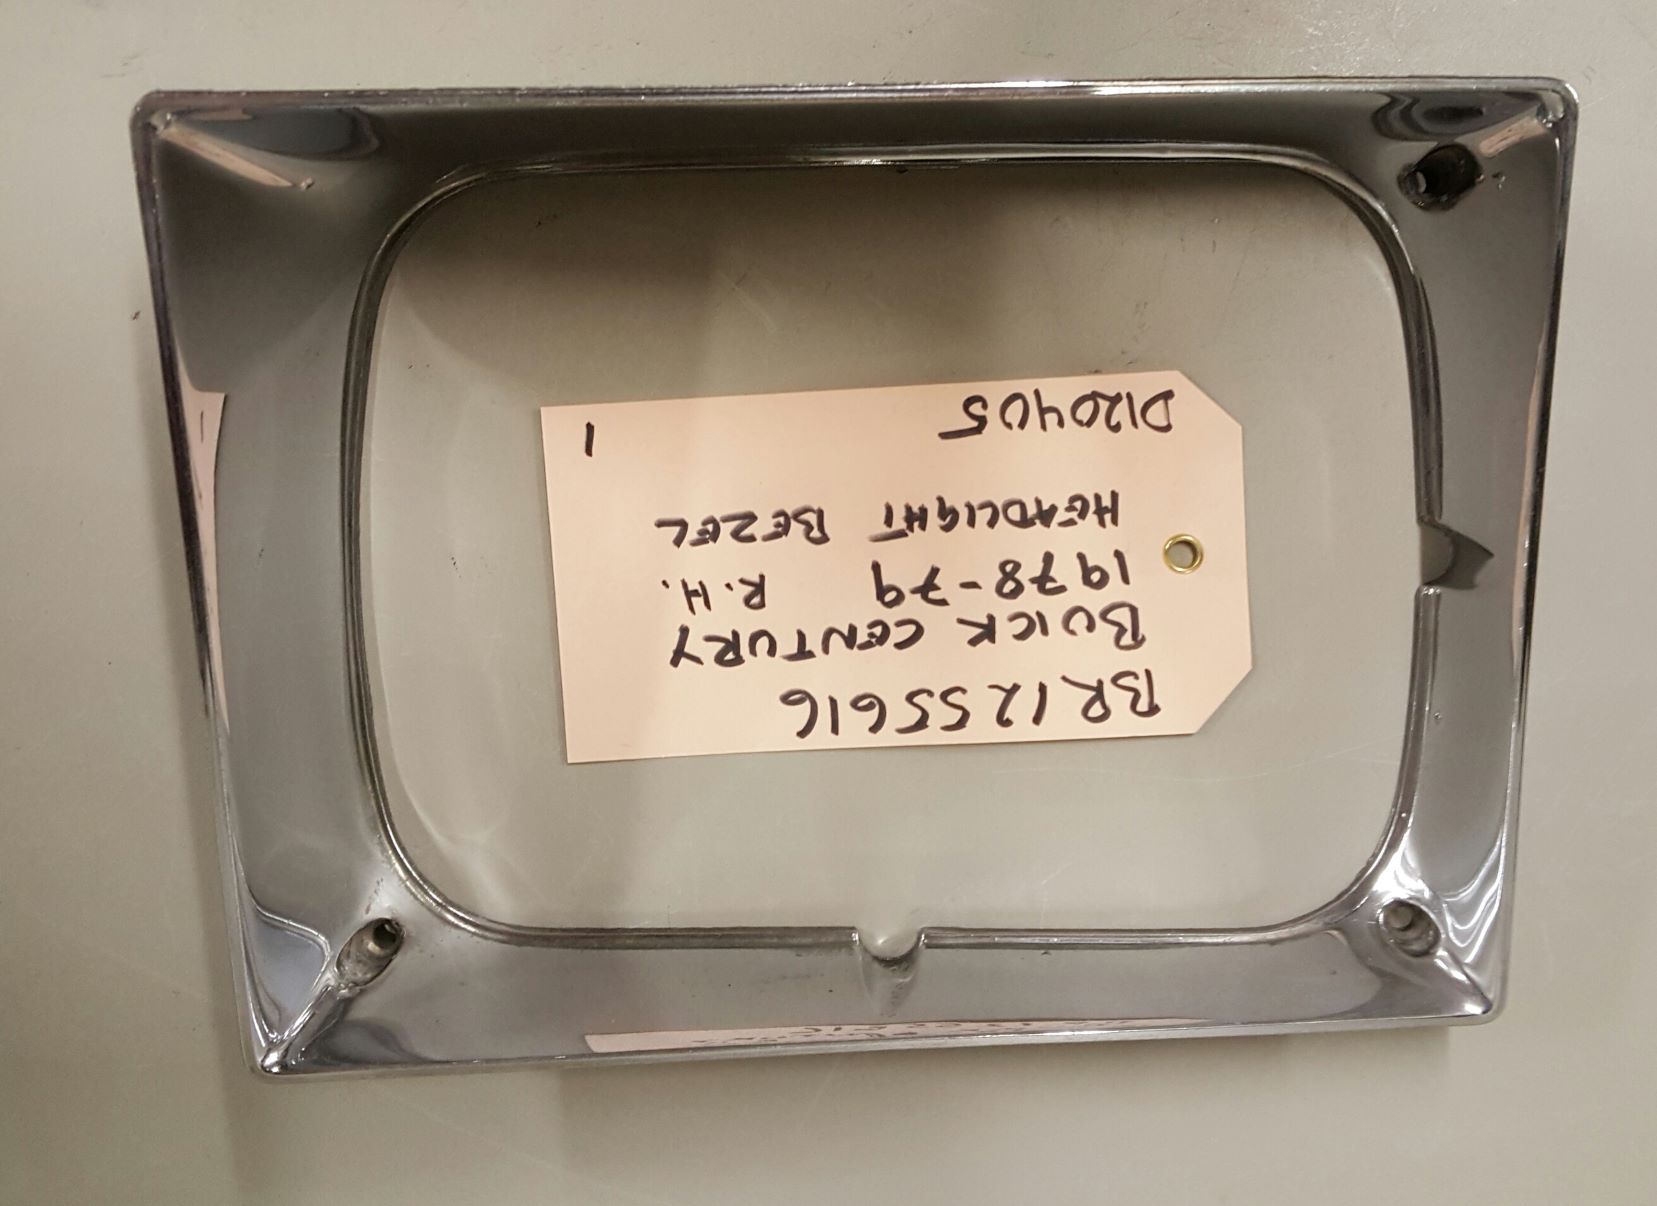 BR1255616
BUICK CENTURY
1978-79 R.H.
HEADLIGHT BEZEL
D120405 1